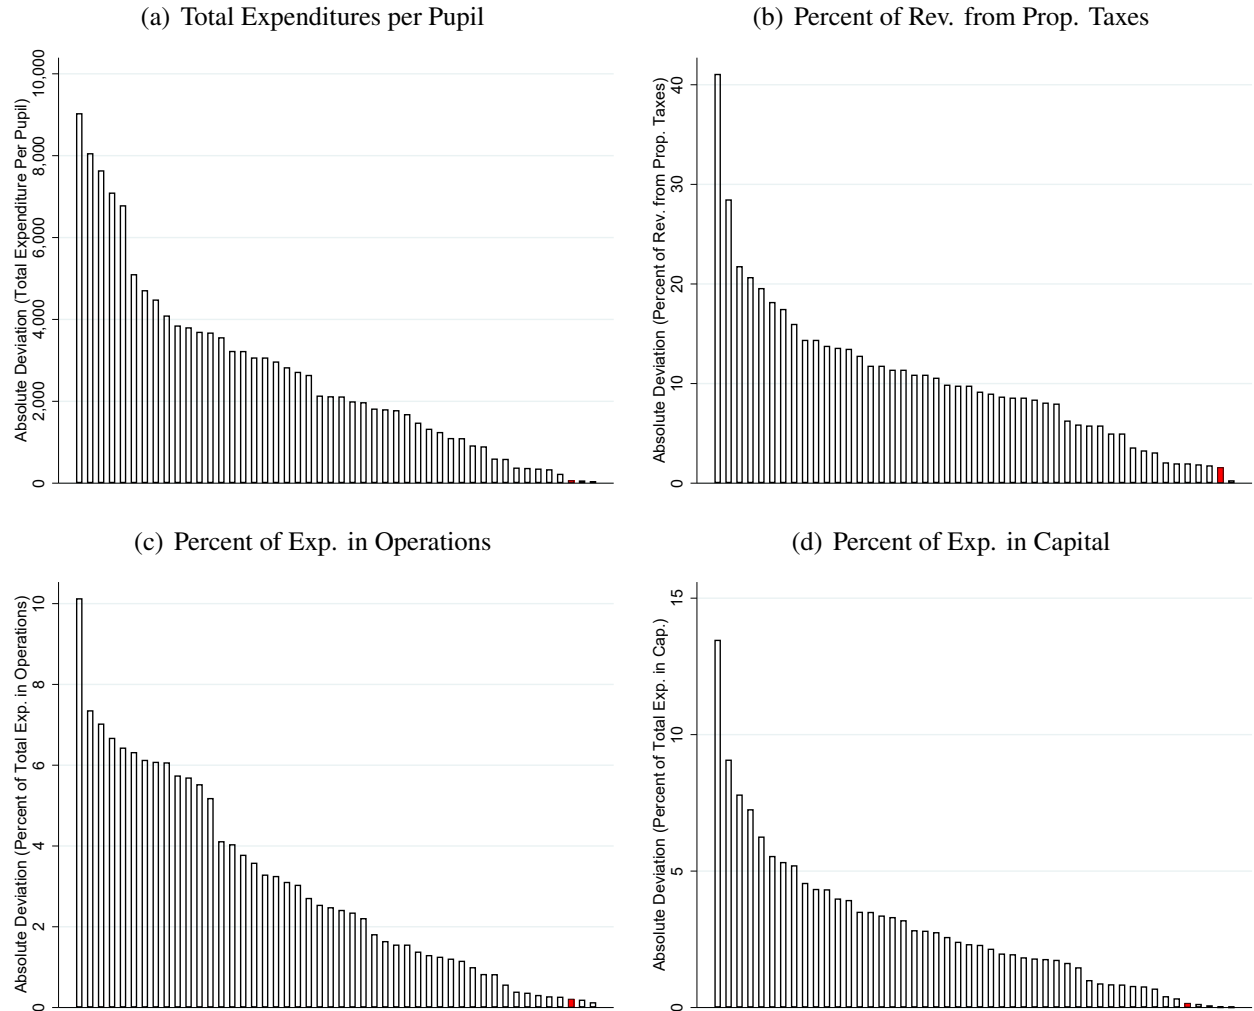 (a) Total Expenditures per Pupil
Absolute Deviation (Total Expenditure Per Pupil)
10,000
8,000
6,000
4,000
2,000
0
(b) Percent of Rev. from Prop. Taxes
Absolute Deviation (Percent of Rev. from Prop. Taxes)
40
30
20
10
0
(c) Percent of Exp. in Operations
Absolute Deviation (Percent of Total Exp. in Operations)
10
8
6
4
2
0
(d) Percent of Exp. in Capital
Absolute Deviation (Percent of Total Exp. in Cap.)
15
10
5
0